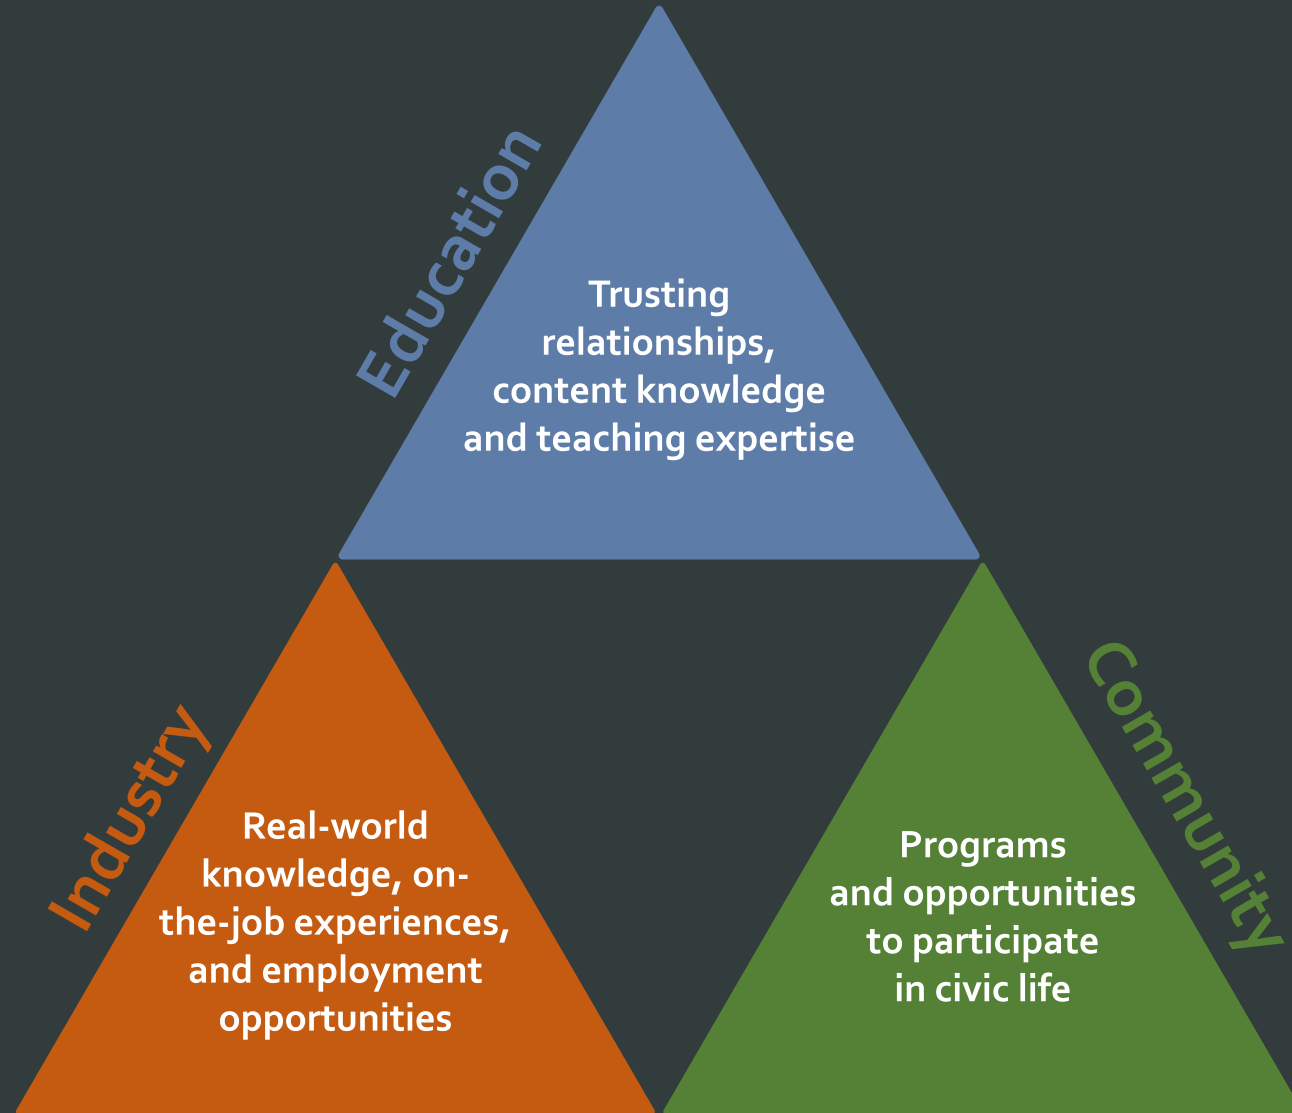 Education
Trusting
relationships,
content knowledge
and teaching expertise
Industry
Real-world
knowledge, on-
the-job experiences,
and employment
opportunities
Community
Programs
and opportunities
to participate
in civic life